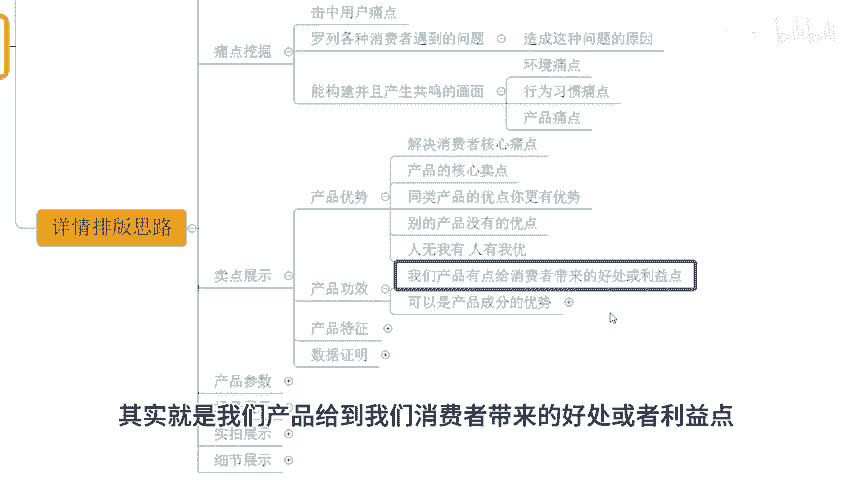 bilibili
击中用户痛点
痛点挖掘
罗列各种消费者遇到的问题
造成这种问题的原因
能构建并且产生共鸣的画面
环境痛点
行为习惯痛点
产品痛点
详情排版思路
卖点展示
产品优势
解决消费者核心痛点
产品的核心卖点
同类产品的优点你更有优势
别的产品没有的优点
人无我有 人有我优
产品功效
我们产品有点给消费者带来的好处或利益点
可以是产品成分的优势
产品特征
数据证明
产品参数
实拍展示
细节展示
其实就是我们产品给到我们消费者带来的好处或者利益点